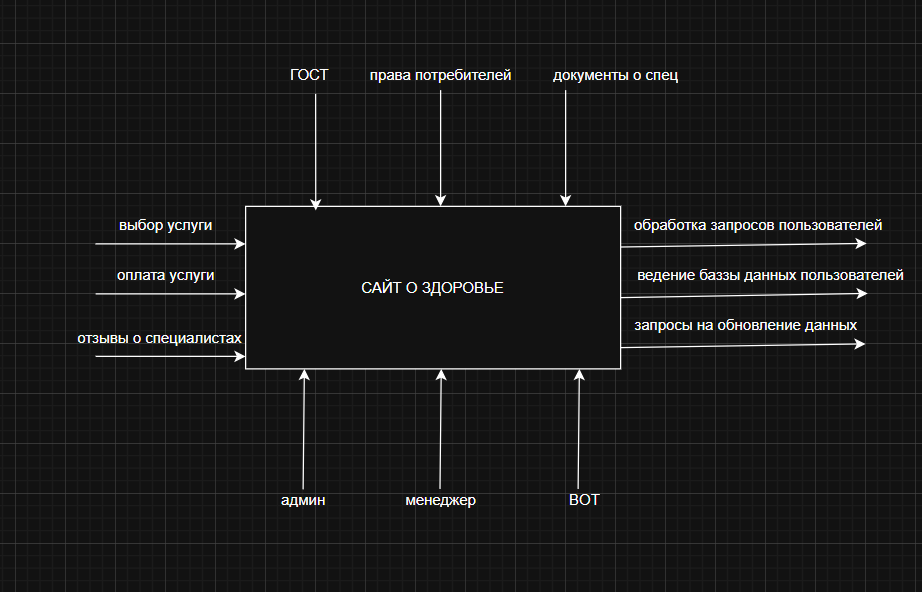 ГОСТ
права потребителей
документы о спец
выбор услуги
обработка запросов пользователей
оплата услуги
ведение баззы данных пользователей
САЙТ О ЗДОРОВЬЕ
запросы на обновление данных
отзывы о специалистах
админ
менеджер
BOT